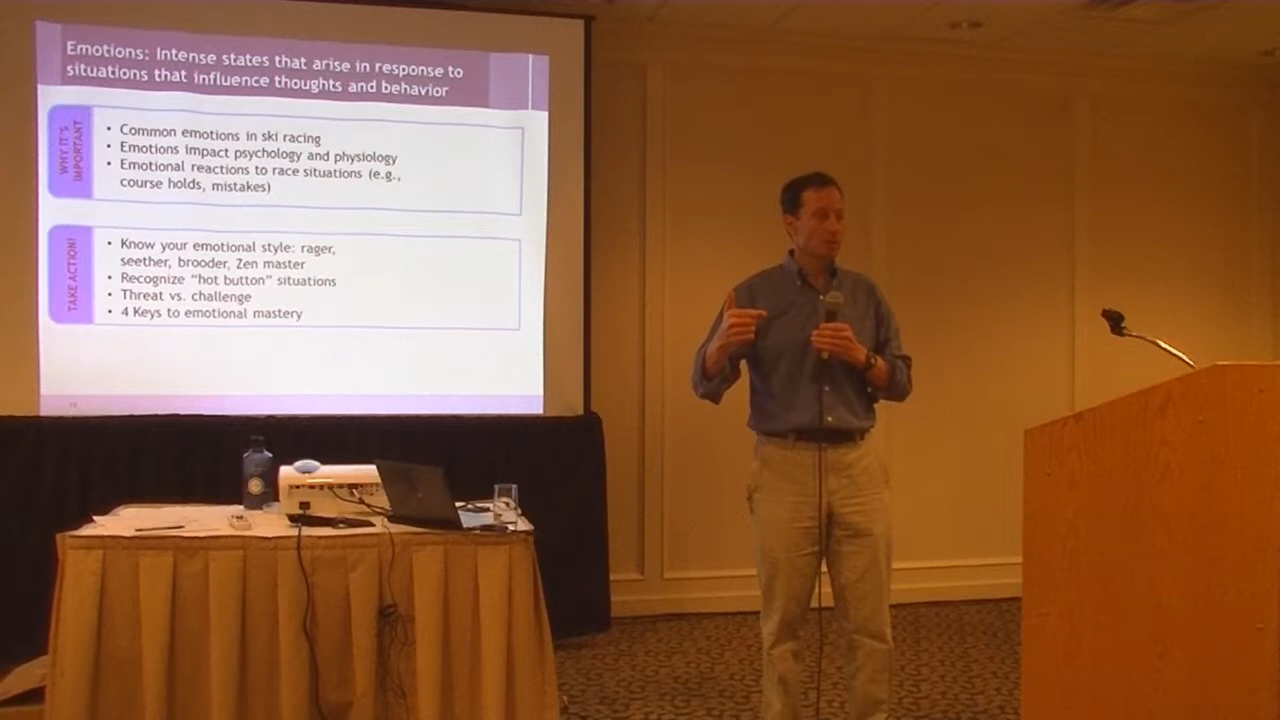 Emotions: Intense states that arise in response to
situations that influence thoughts and behavior
WHY IT'S
IMPORTANT
• Common emotions in ski racing
• Emotions impact psychology and physiology
• Emotional reactions to race situations (e.g.,
course holds, mistakes)
TAKE ACTION!
• Know your emotional style: rager,
seether, brooder, Zen master
• Recognize “hot button” situations
• Threat vs. challenge
• 4 Keys to emotional mastery